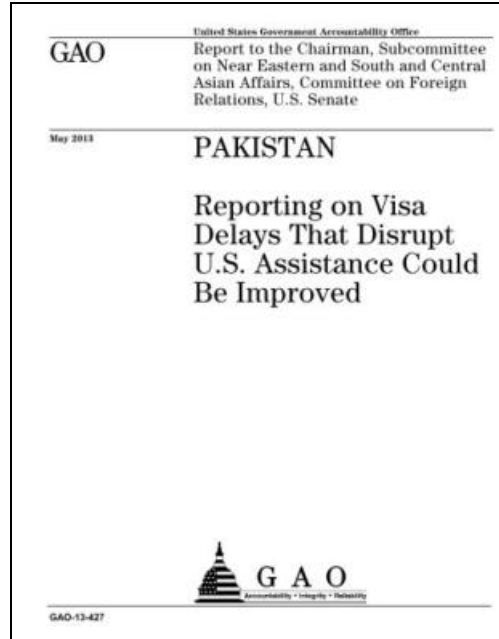 United States Government Accountability Office
GAO
Report to the Chairman, Subcommittee
on Near Eastern and South and Central
Asian Affairs, Committee on Foreign
Relations, U.S. Senate
May 2013
PAKISTAN
Reporting on Visa
Delays That Disrupt
U.S. Assistance Could
Be Improved
G A O
Accountability * Integrity * Reliability
GAO-13-427